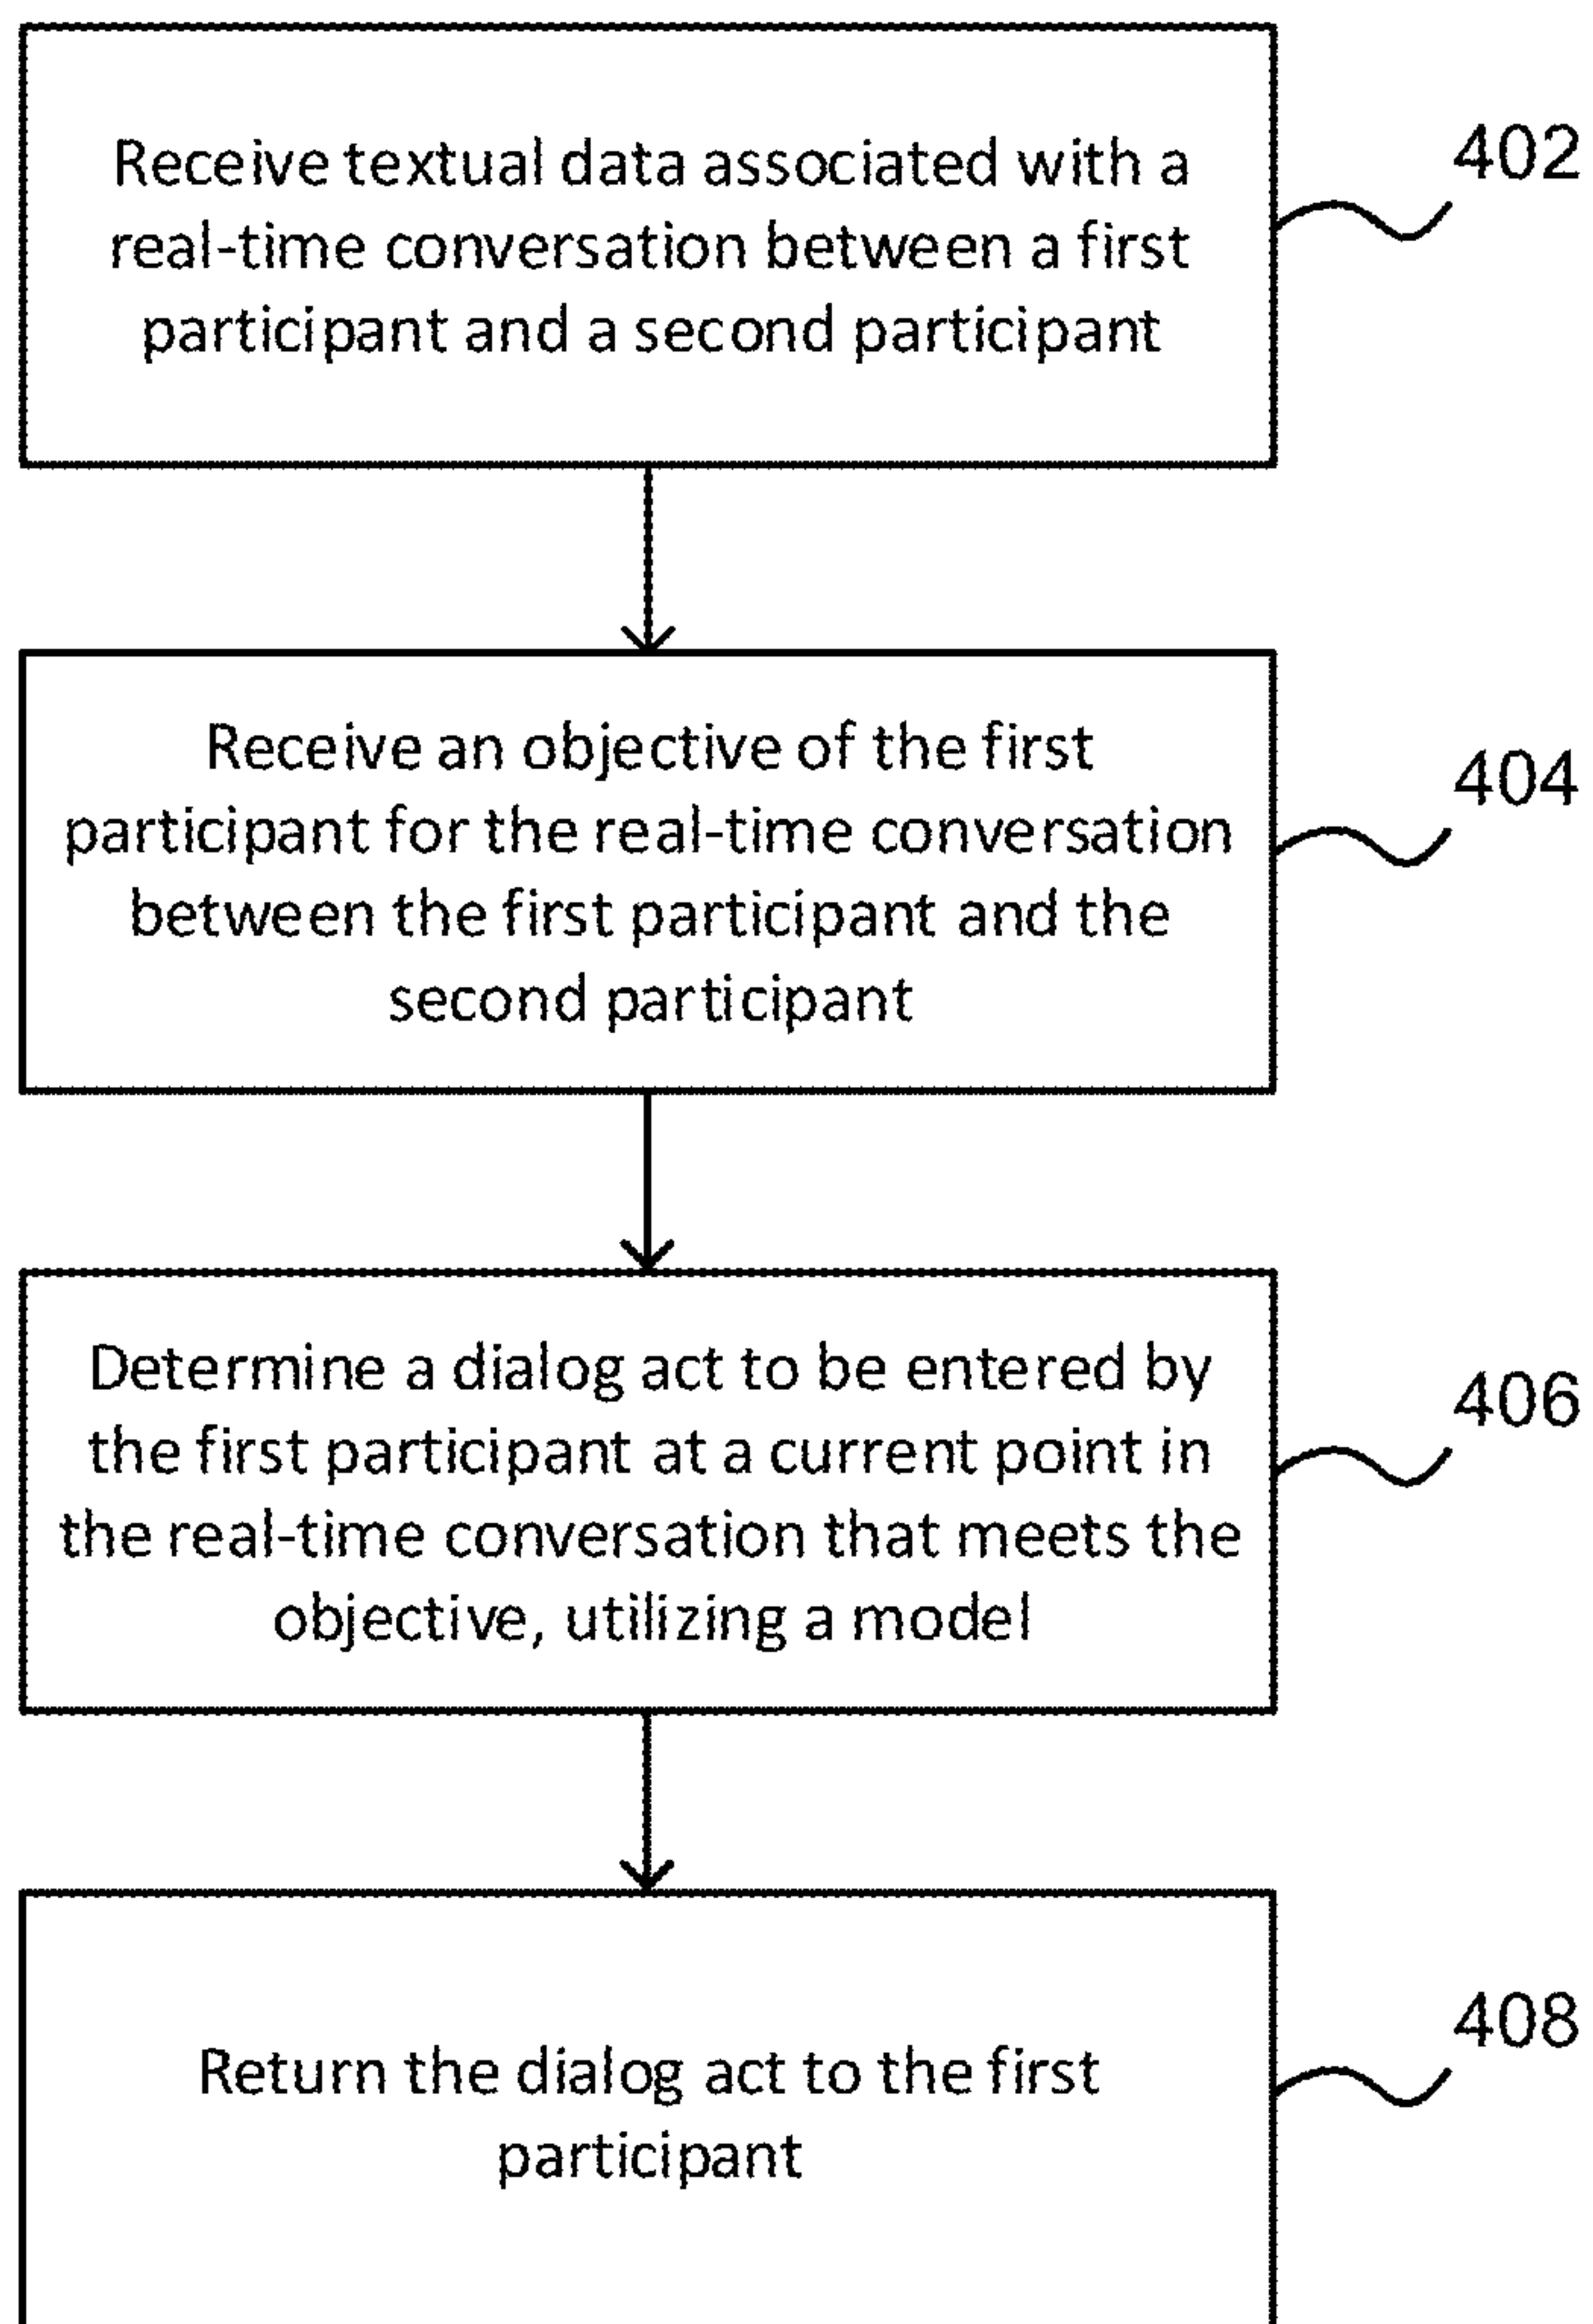 Receive textual data associated with a
real-time conversation between a first
participant and a second participant
402
Receive an objective of the first
participant for the real-time conversation
between the first participant and the
second participant
404
Determine a dialog act to be entered by
the first participant at a current point in
the real-time conversation that meets the
objective, utilizing a model
406
Return the dialog act to the first
participant
408